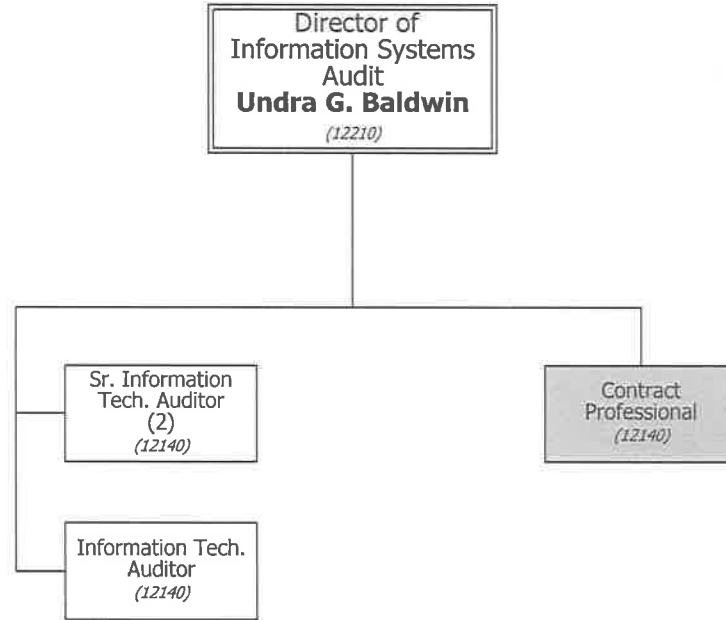 Director of
Information Systems
Audit
Undra G. Baldwin
(12210)
Sr. Information
Tech. Auditor
(2)
(12140)
Contract
Professional
(12140)
Information Tech.
Auditor
(12140)